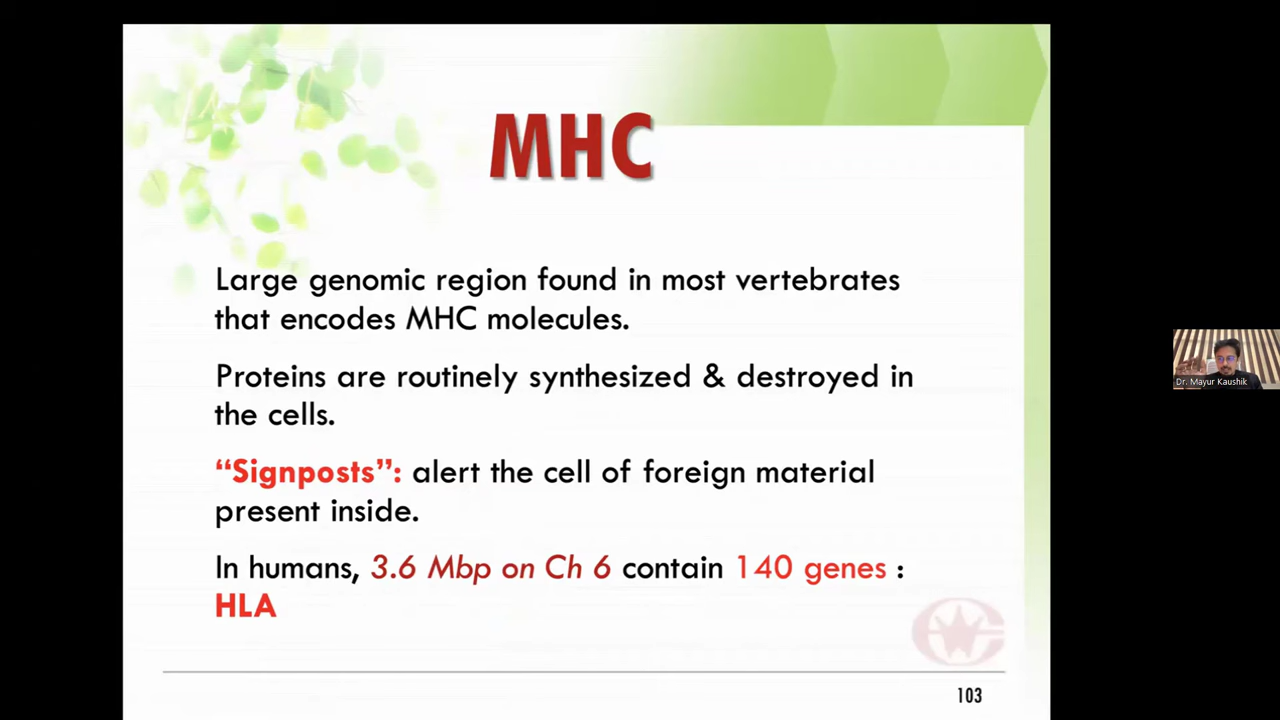 MHC
Large genomic region found in most vertebrates
that encodes MHC molecules.
Proteins are routinely synthesized & destroyed in
the cells.
“Signposts”: alert the cell of foreign material
present inside.
In humans, 3.6 Mbp on Ch 6 contain 140 genes :
HLA
103
Dr. Mayur Kaushik